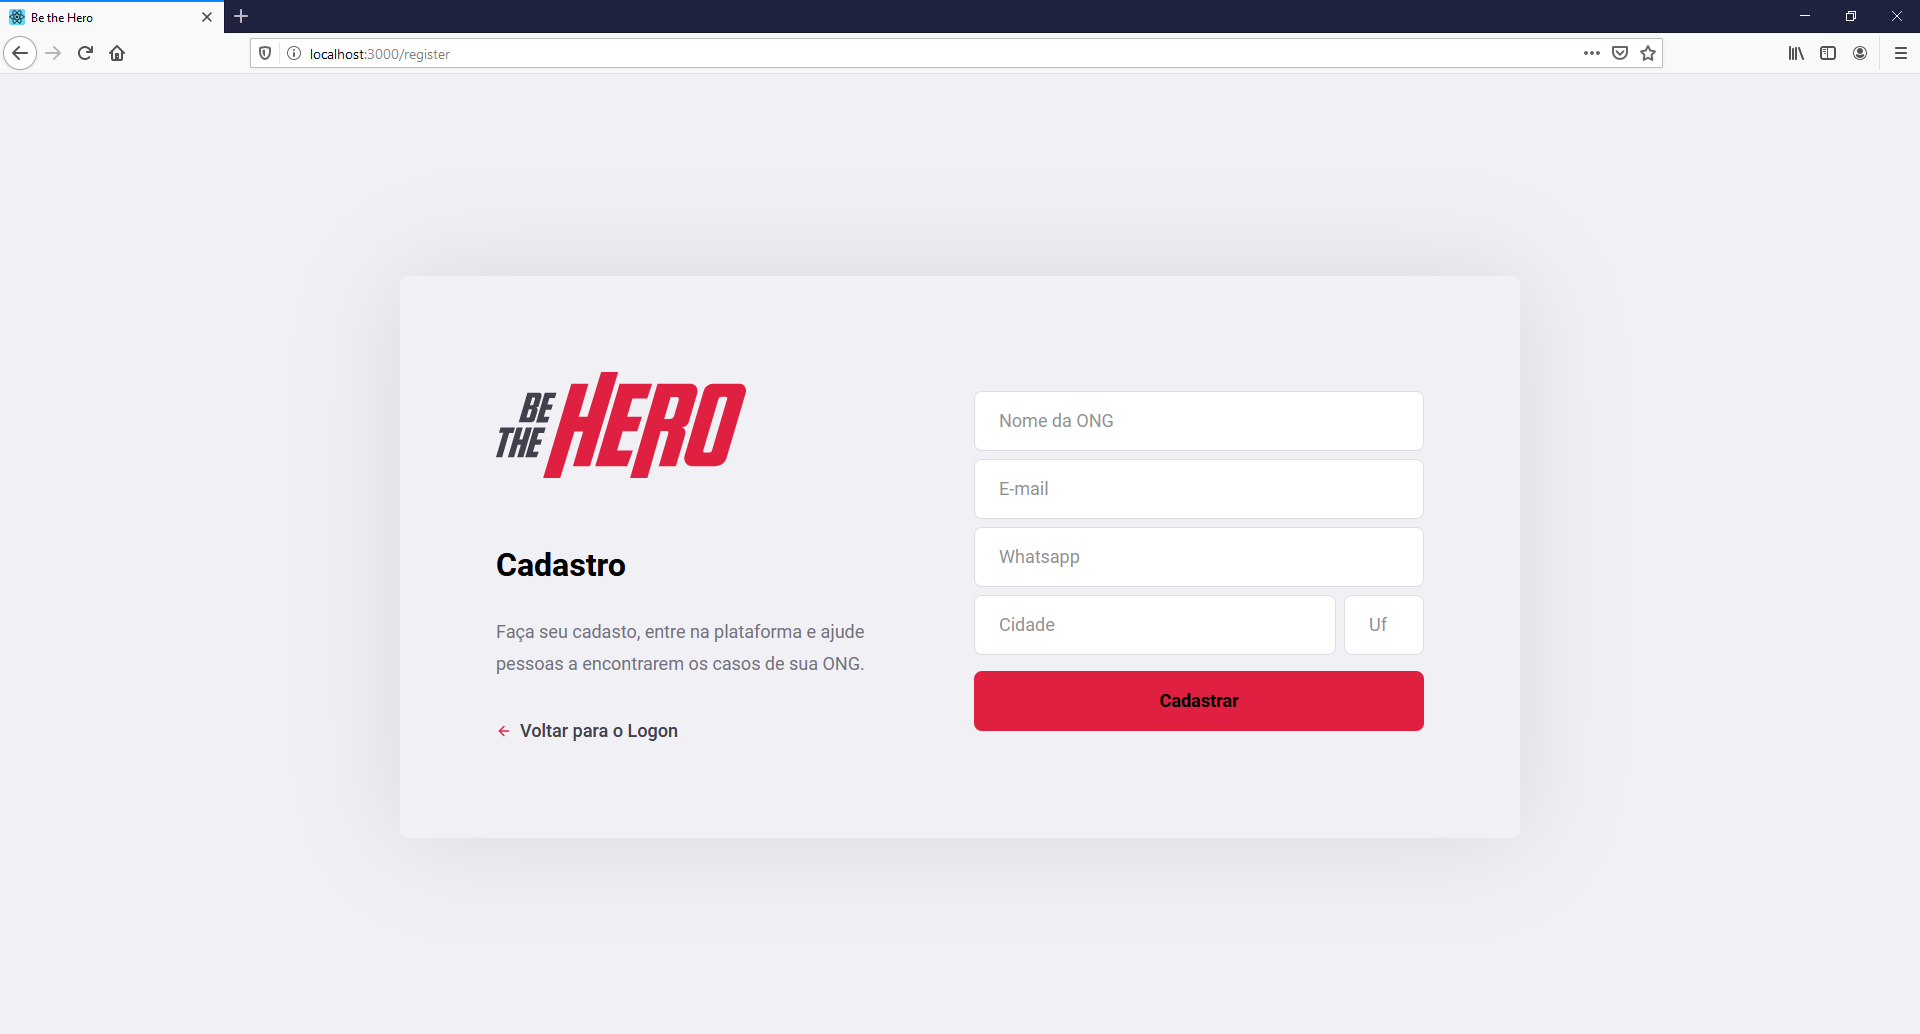 Be the Hero
localhost:3000/register
BE
THE
HERO
Cadastro
Faça seu cadasto, entre na plataforma e ajude
pessoas a encontrarem os casos de sua ONG.
Voltar para o Logon
Nome da ONG
E-mail
Whatsapp
Cidade
Uf
Cadastrar